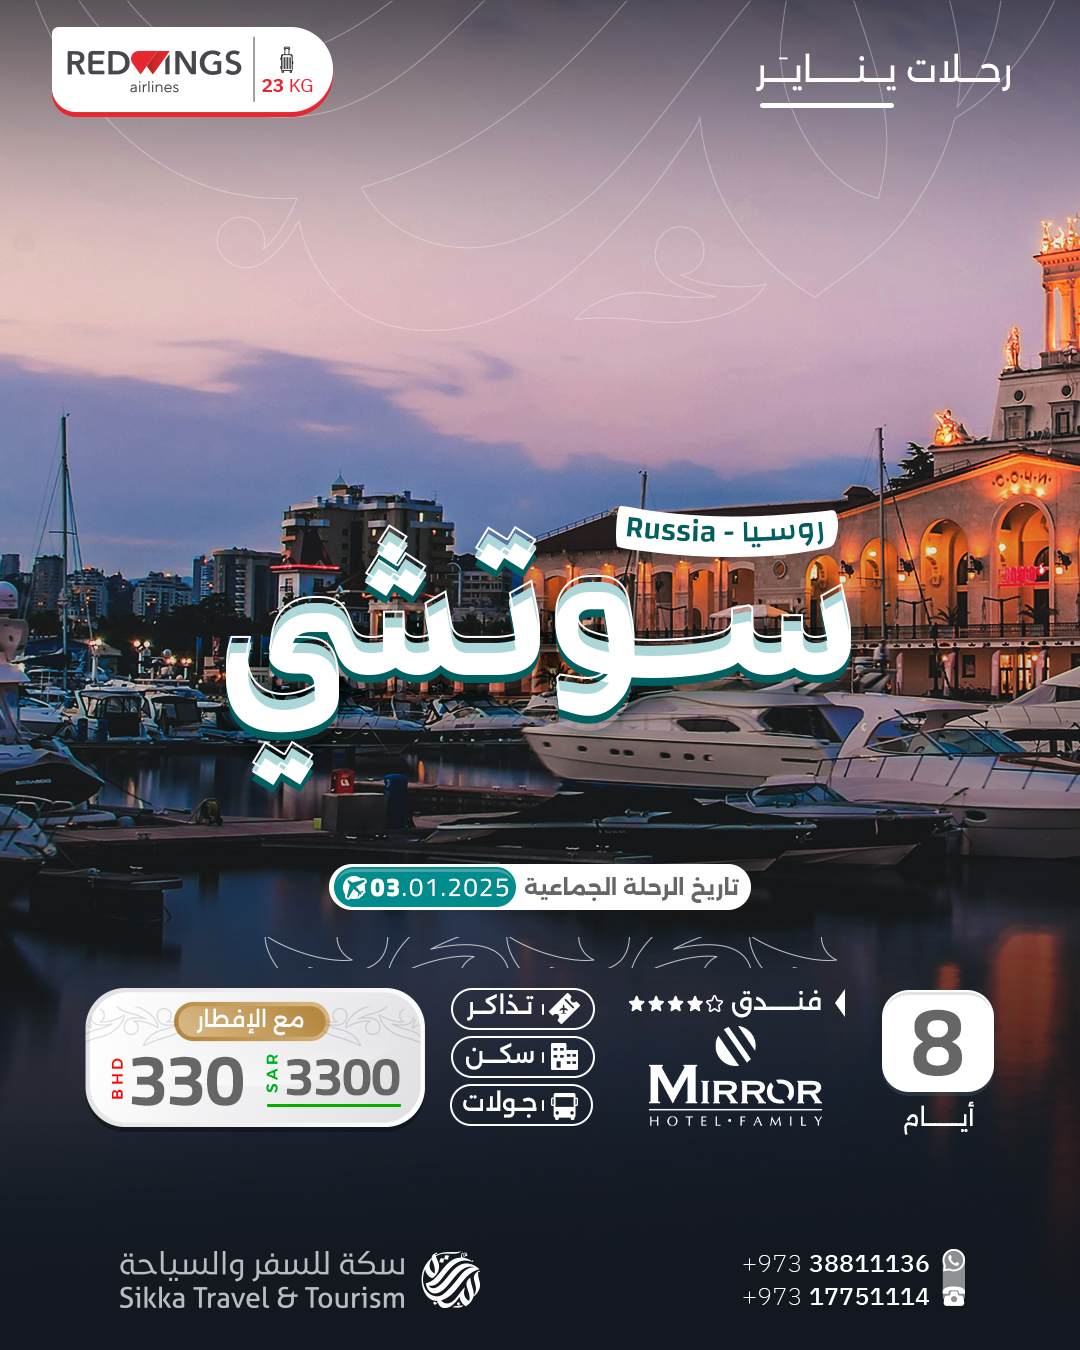 REDWINGS
airlines
23 KG
رحلات يناير
روسيا - Russia
سوتشي
تاريخ الرحلة الجماعية 03.01.2025
8
أيام
فندق
MIRROR
HOTEL•FAMILY
تذاكر
سكن
جولات
مع الإفطار
SAR 3300
BHD 330
+973 38811136
+973 17751114
سكة للسفر والسياحة
Sikka Travel & Tourism
СОЧИ